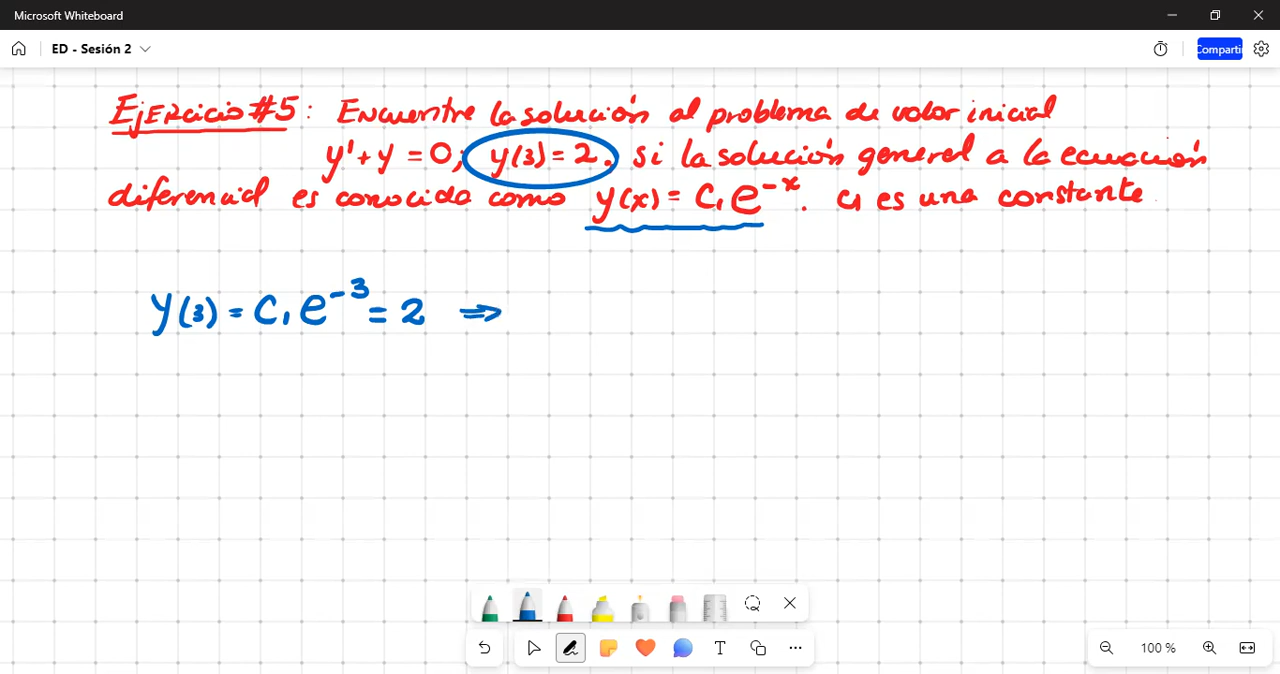 Microsoft Whiteboard
ED - Sesión 2
Compartir
Ejercicio #5: Encuentre la solución al problema de valor inicial
y' + y = 0; y(3) = 2. Si la solución general a la ecuación
diferencial es conocida como y(x) = C₁e⁻ˣ. C₁ es una constante
y(3) = C₁e⁻³ = 2 ⇒
T
100 %